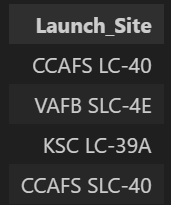 Launch_Site
CCAFS LC-40
VAFB SLC-4E
KSC LC-39A
CCAFS SLC-40